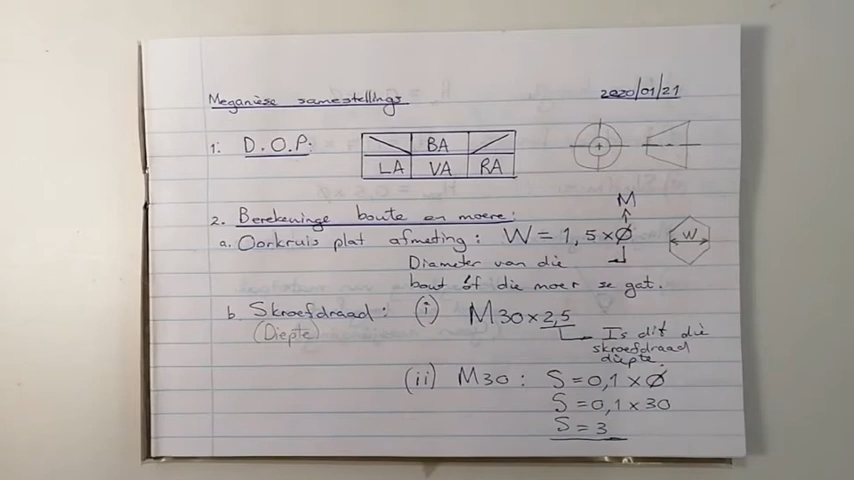 Meganiese samestellings 2020/01/21
1. D.O.P:
BA
LA VA RA
2. Berekeninge boute en moere:
M
a. Oorkruis plat afmeting: W = 1,5 × Ø
W
Diameter van die
bout óf die moer se gat.
b. Skroefdraad: (i) M30 × 2,5
(Diepte)
Is dit die
skroefdraad
diepte.
(ii) M30: S = 0,1 × Ø
S = 0,1 × 30
S = 3